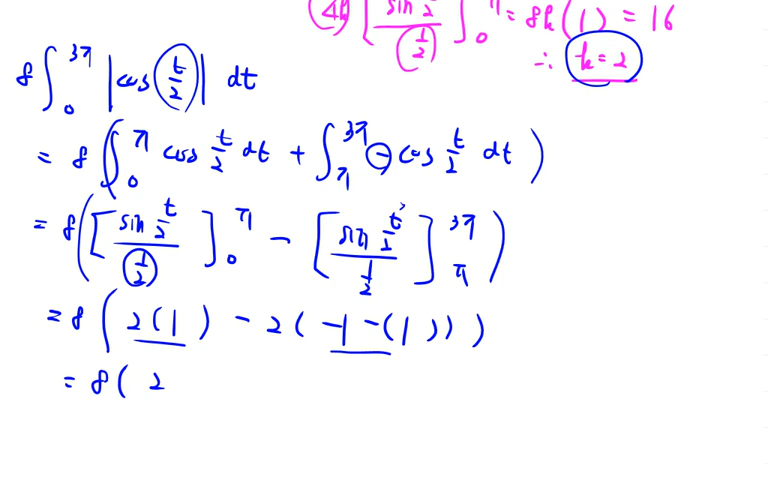 (4k) [sin t/2 / (1/2)]₀^π = 8k(1) = 16
∴ k = 2
8∫₀^3π |cos(t/2)| dt
= 8(∫₀^π cos t/2 dt + ∫_π^3π - cos t/2 dt)
= 8([sin t/2 / (1/2)]₀^π - [sin t/2 / (1/2)]_π^3π)
= 8(2(1) - 2(-1-(1)))
= 8(2